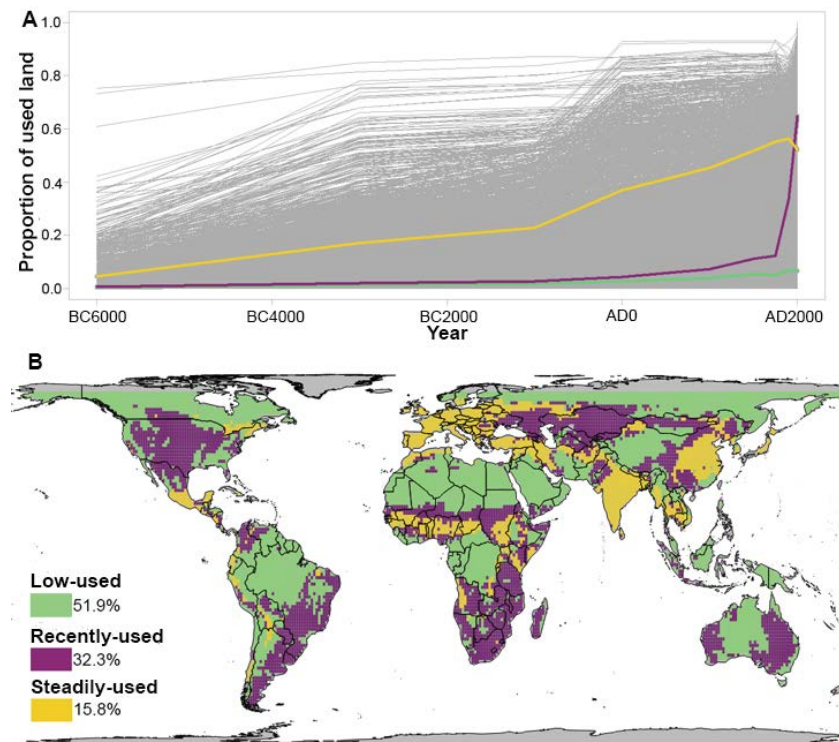 A
1.0
0.8
0.6
0.4
0.2
0.0
Proportion of used land
BC6000 BC4000 BC2000 AD0 AD2000
Year
B
Low-used
51.9%
Recently-used
32.3%
Steadily-used
15.8%